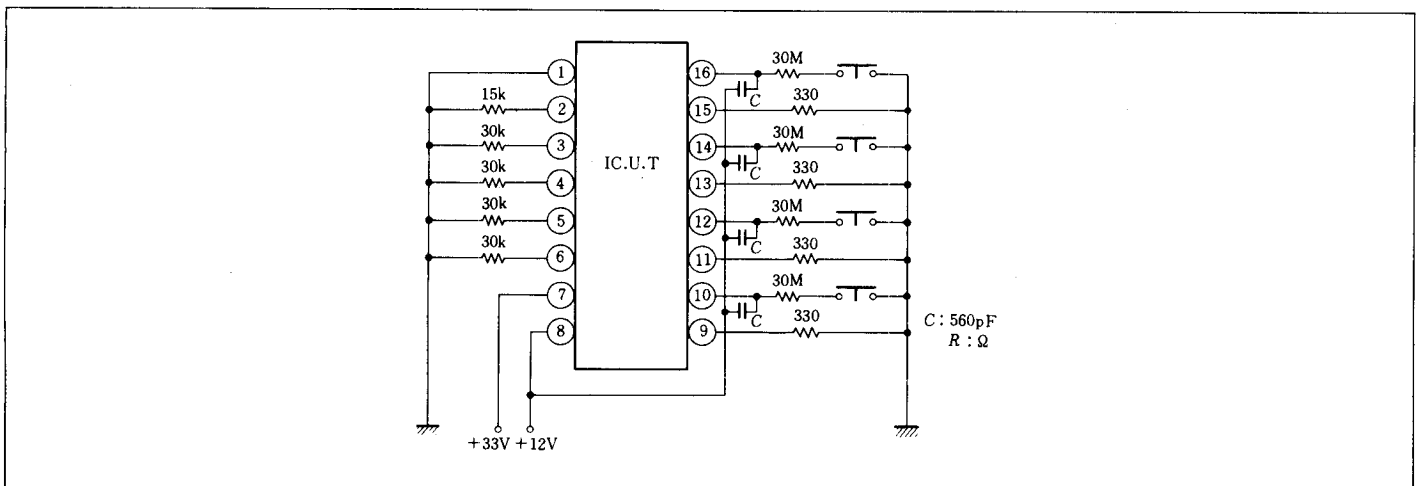 ① ⑯ 30M
C
15k ② ⑮ 330
30k ③ ⑭ 30M
IC.U.T
C
30k ④ ⑬ 330
30k ⑤ ⑫ 30M
C
30k ⑥ ⑪ 330
⑦ ⑩ 30M
C
⑧ ⑨ 330
C : 560pF
R : Ω
+33V +12V